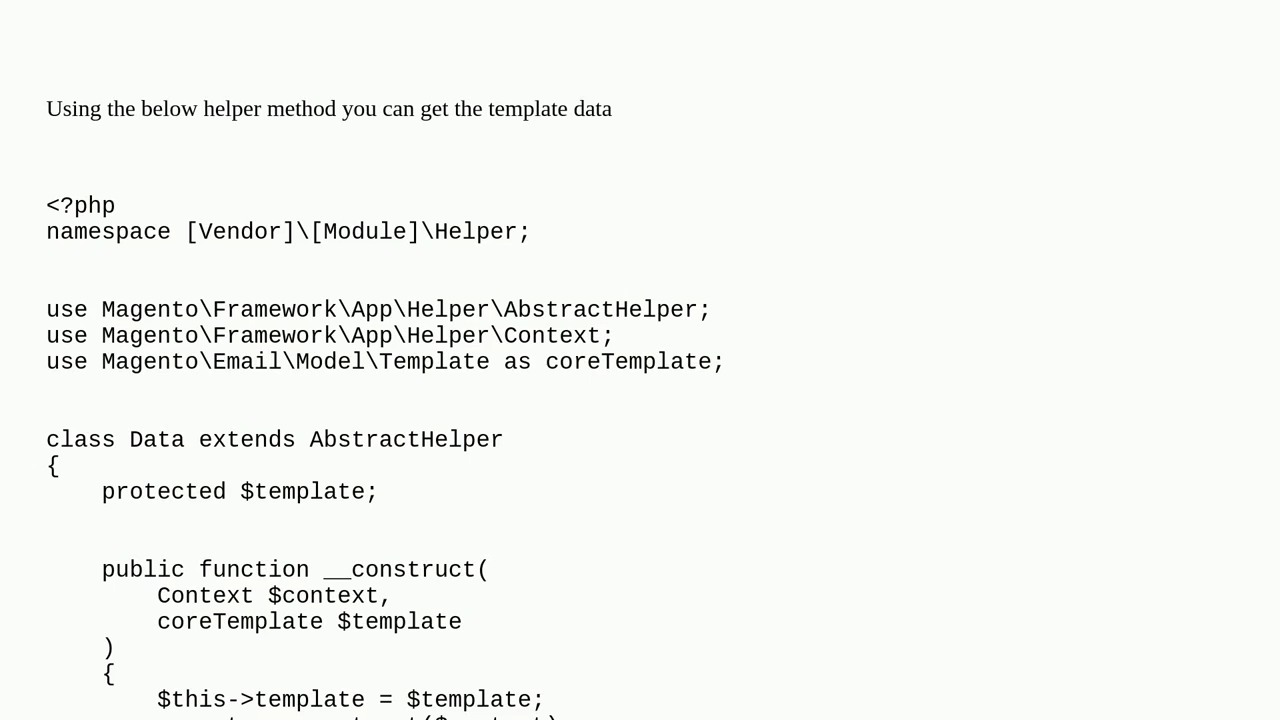 Using the below helper method you can get the template data
<?php
namespace [Vendor]\[Module]\Helper;
use Magento\Framework\App\Helper\AbstractHelper;
use Magento\Framework\App\Helper\Context;
use Magento\Email\Model\Template as coreTemplate;
class Data extends AbstractHelper
{
    protected $template;
    public function __construct(
        Context $context,
        coreTemplate $template
    )
    {
        $this->template = $template;